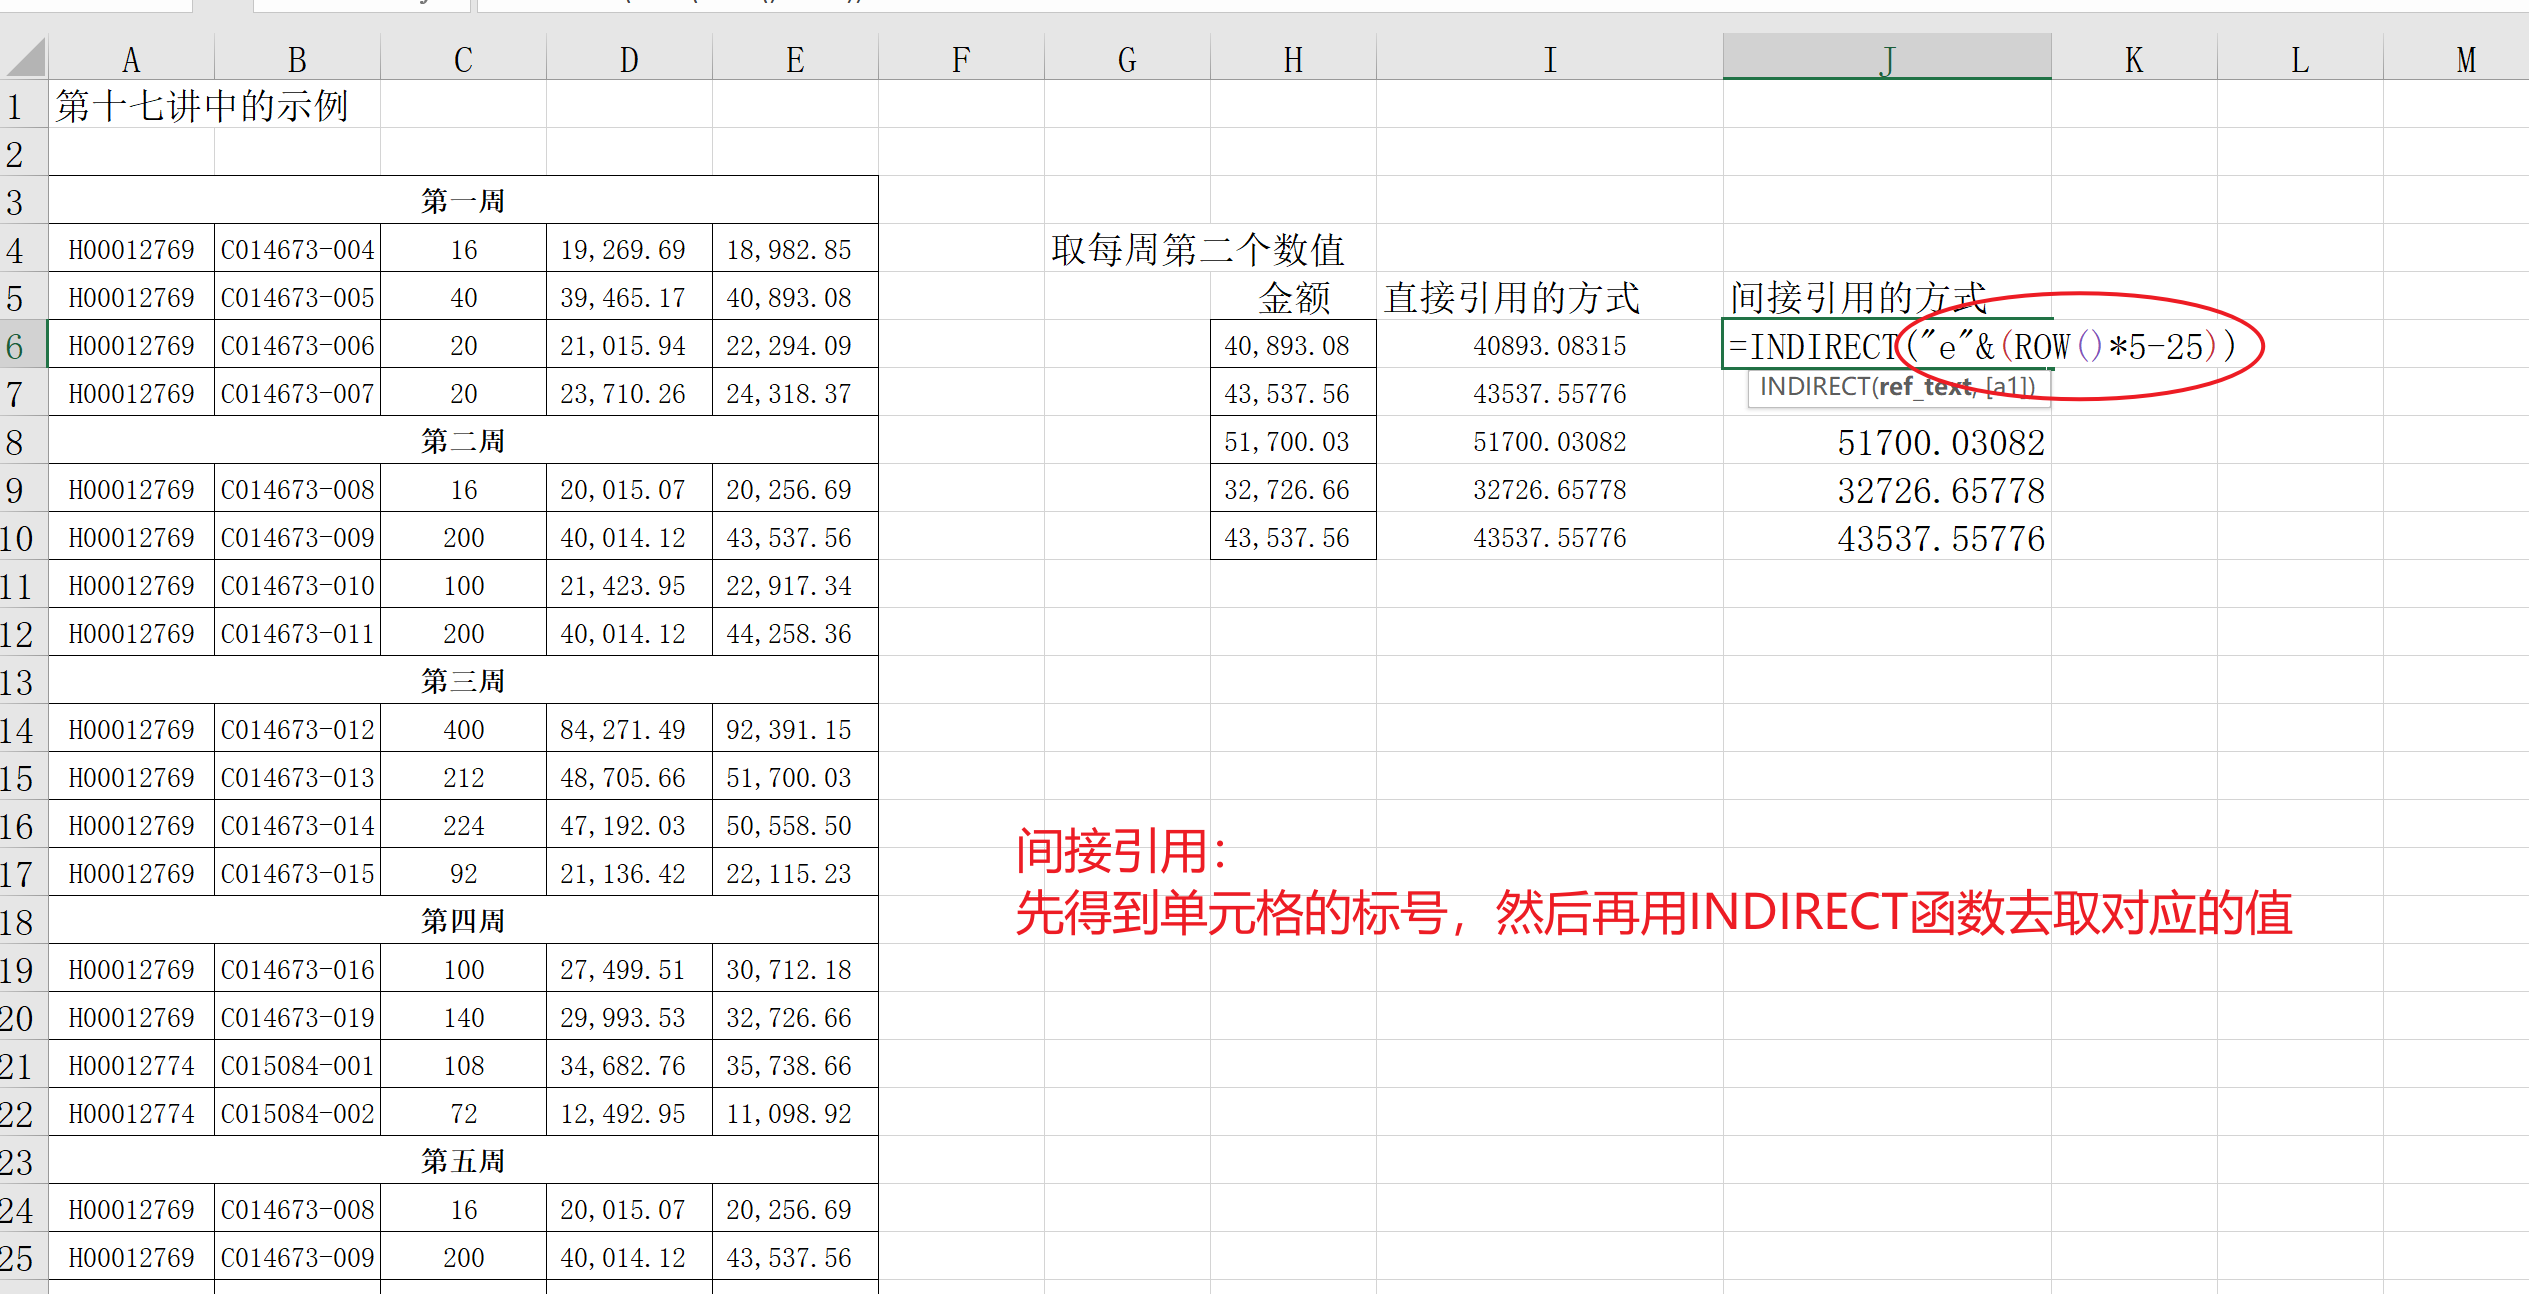 A B C D E F G H I J K L M
1 第十七讲中的示例
2
3 第一周
4 H00012769 C014673-004 16 19,269.69 18,982.85 取每周第二个数值
5 H00012769 C014673-005 40 39,465.17 40,893.08 金额 直接引用的方式 间接引用的方式
6 H00012769 C014673-006 20 21,015.94 22,294.09 40,893.08 40893.08315 =INDIRECT("e"&(ROW()*5-25))
7 H00012769 C014673-007 20 23,710.26 24,318.37 43,537.56 43537.55776 INDIRECT(ref_text, [a1])
8 第二周 51,700.03 51700.03082 51700.03082
9 H00012769 C014673-008 16 20,015.07 20,256.69 32,726.66 32726.65778 32726.65778
10 H00012769 C014673-009 200 40,014.12 43,537.56 43,537.56 43537.55776 43537.55776
11 H00012769 C014673-010 100 21,423.95 22,917.34
12 H00012769 C014673-011 200 40,014.12 44,258.36
13 第三周
14 H00012769 C014673-012 400 84,271.49 92,391.15
15 H00012769 C014673-013 212 48,705.66 51,700.03
16 H00012769 C014673-014 224 47,192.03 50,558.50
17 H00012769 C014673-015 92 21,136.42 22,115.23
间接引用：
18 第四周
先得到单元格的标号，然后再用INDIRECT函数去取对应的值
19 H00012769 C014673-016 100 27,499.51 30,712.18
20 H00012769 C014673-019 140 29,993.53 32,726.66
21 H00012774 C015084-001 108 34,682.76 35,738.66
22 H00012774 C015084-002 72 12,492.95 11,098.92
23 第五周
24 H00012769 C014673-008 16 20,015.07 20,256.69
25 H00012769 C014673-009 200 40,014.12 43,537.56